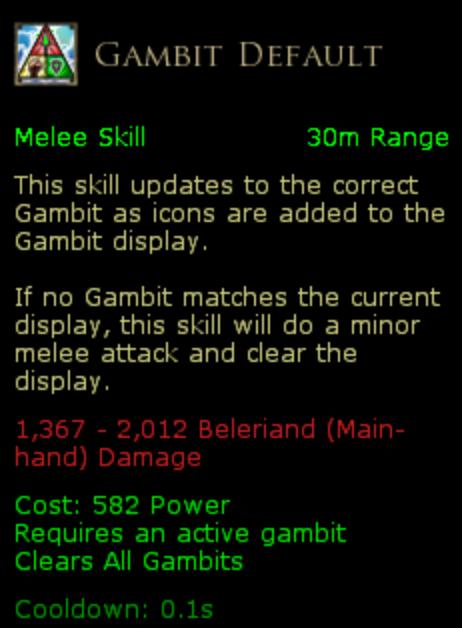 Gambit Default
Melee Skill 30m Range
This skill updates to the correct
Gambit as icons are added to the
Gambit display.
If no Gambit matches the current
display, this skill will do a minor
melee attack and clear the
display.
1,367 - 2,012 Beleriand (Main-
hand) Damage
Cost: 582 Power
Requires an active gambit
Clears All Gambits
Cooldown: 0.1s